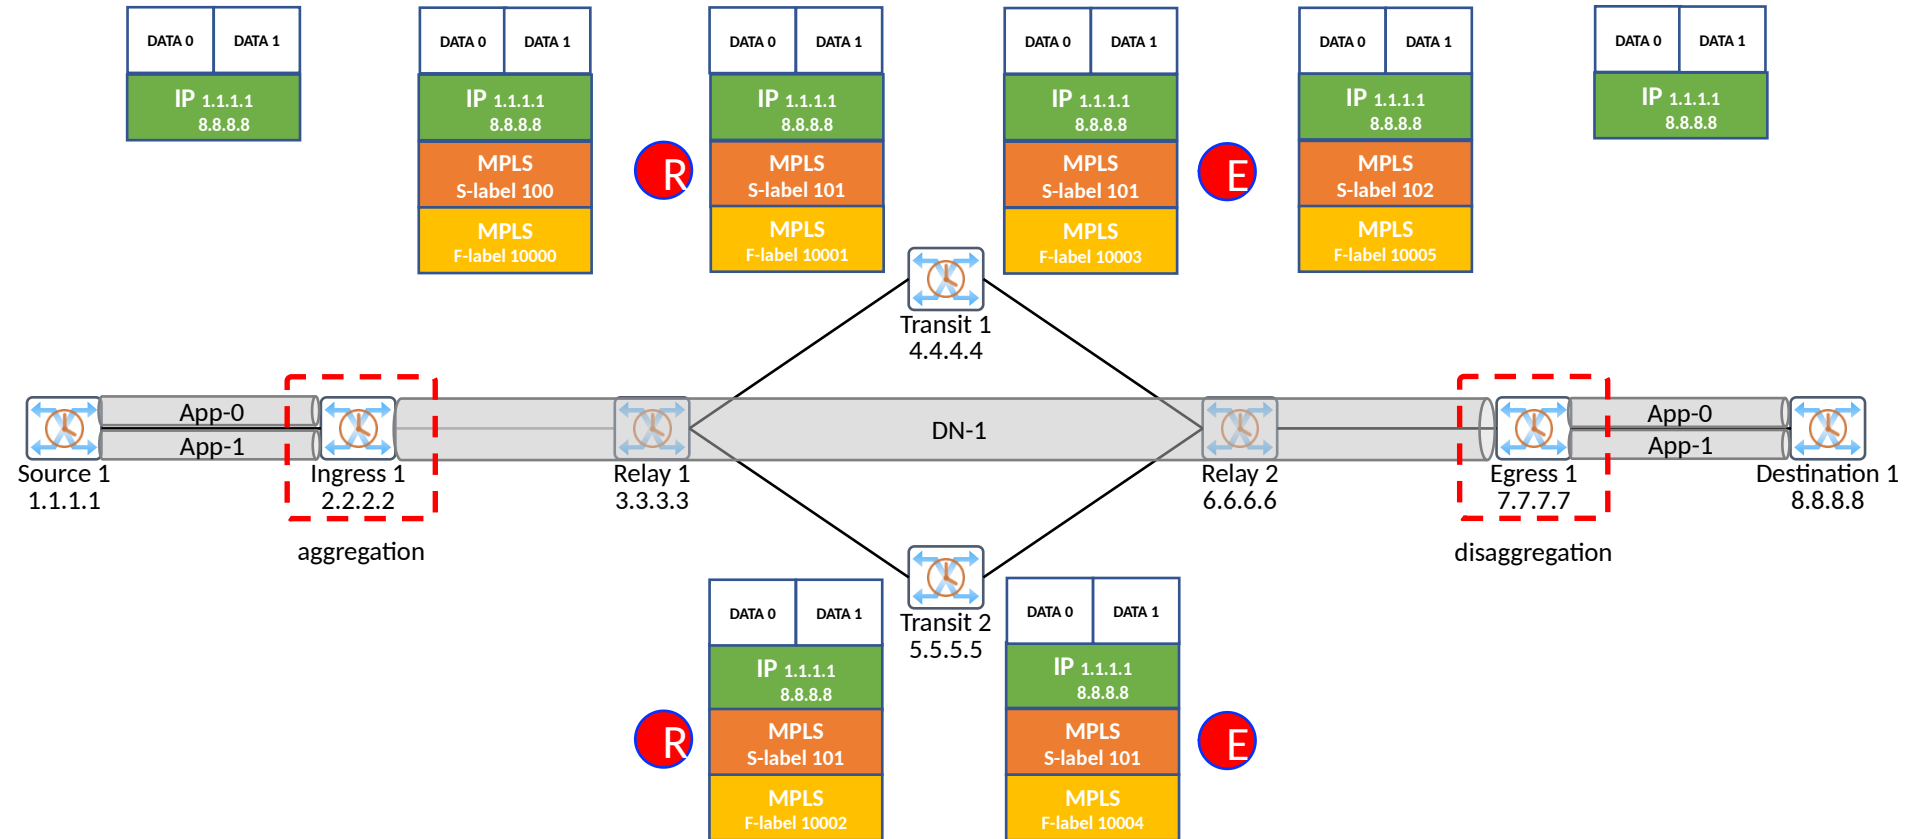 DATA 0 DATA 1
IP 1.1.1.1
8.8.8.8
DATA 0 DATA 1
IP 1.1.1.1
8.8.8.8
MPLS
S-label 100
MPLS
F-label 10000
R
DATA 0 DATA 1
IP 1.1.1.1
8.8.8.8
MPLS
S-label 101
MPLS
F-label 10001
DATA 0 DATA 1
IP 1.1.1.1
8.8.8.8
MPLS
S-label 101
MPLS
F-label 10003
E
DATA 0 DATA 1
IP 1.1.1.1
8.8.8.8
MPLS
S-label 102
MPLS
F-label 10005
DATA 0 DATA 1
IP 1.1.1.1
8.8.8.8
Transit 1
4.4.4.4
App-0
App-1
DN-1
App-0
App-1
Source 1
1.1.1.1
Ingress 1
2.2.2.2
Relay 1
3.3.3.3
Relay 2
6.6.6.6
Egress 1
7.7.7.7
Destination 1
8.8.8.8
aggregation
disaggregation
Transit 2
5.5.5.5
R
DATA 0 DATA 1
IP 1.1.1.1
8.8.8.8
MPLS
S-label 101
MPLS
F-label 10002
DATA 0 DATA 1
IP 1.1.1.1
8.8.8.8
MPLS
S-label 101
MPLS
F-label 10004
E